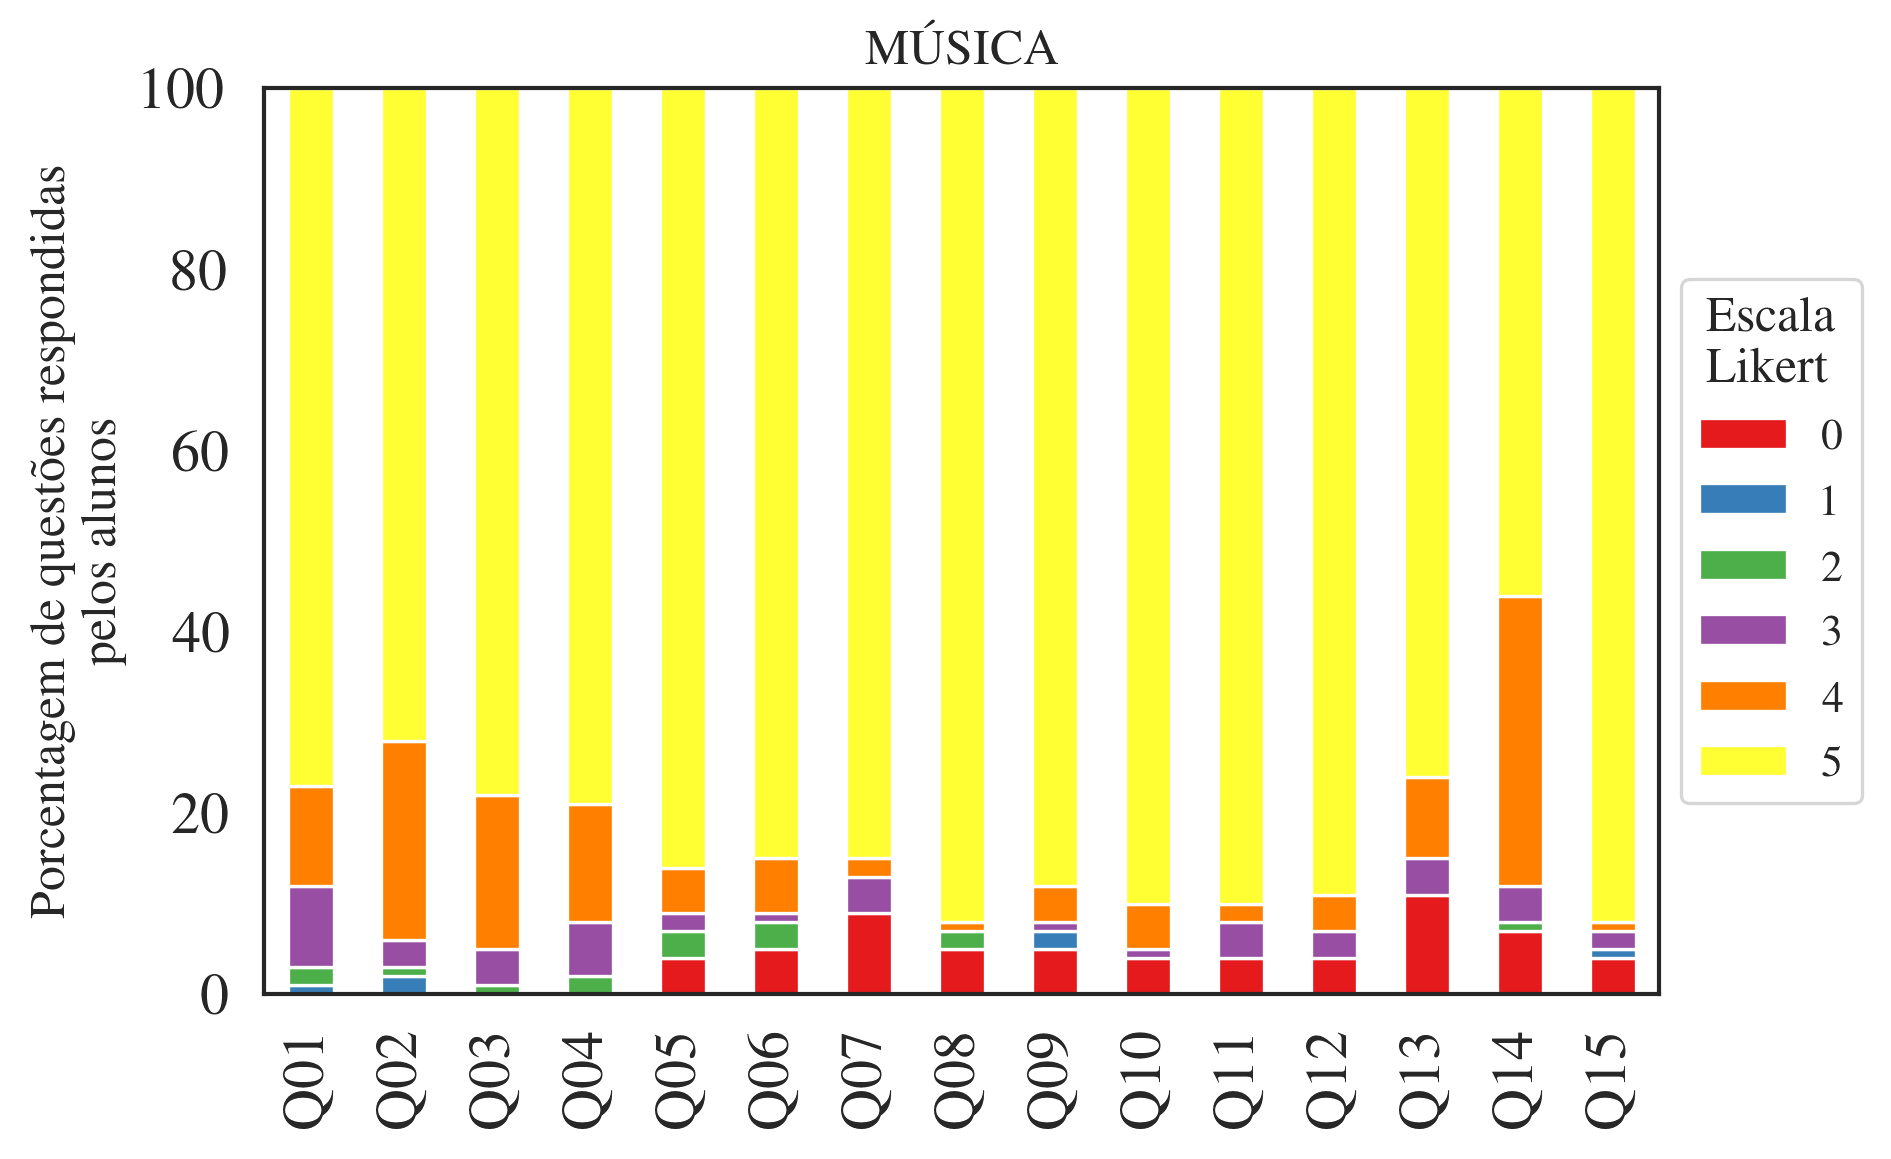 MÚSICA
Porcentagem de questões respondidas
pelos alunos
100
80
60
40
20
0
Q01
Q02
Q03
Q04
Q05
Q06
Q07
Q08
Q09
Q10
Q11
Q12
Q13
Q14
Q15
Escala
Likert
0
1
2
3
4
5